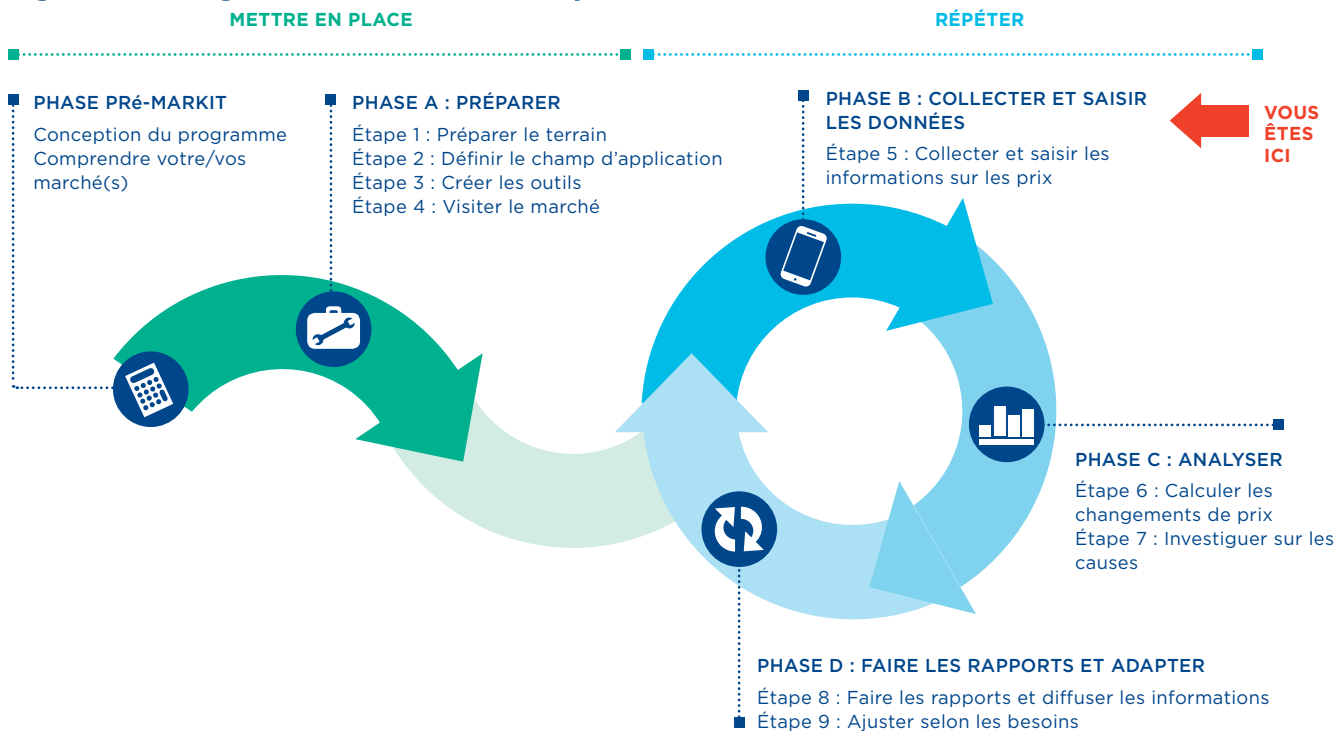 METTRE EN PLACE
RÉPÉTER
PHASE PRé-MARKIT
Conception du programme
Comprendre votre/vos
marché(s)
PHASE A : PRÉPARER
Étape 1 : Préparer le terrain
Étape 2 : Définir le champ d’application
Étape 3 : Créer les outils
Étape 4 : Visiter le marché
PHASE B : COLLECTER ET SAISIR
LES DONNÉES
Étape 5 : Collecter et saisir les
informations sur les prix
VOUS
ÊTES
ICI
PHASE C : ANALYSER
Étape 6 : Calculer les
changements de prix
Étape 7 : Investiguer sur les
causes
PHASE D : FAIRE LES RAPPORTS ET ADAPTER
Étape 8 : Faire les rapports et diffuser les informations
Étape 9 : Ajuster selon les besoins